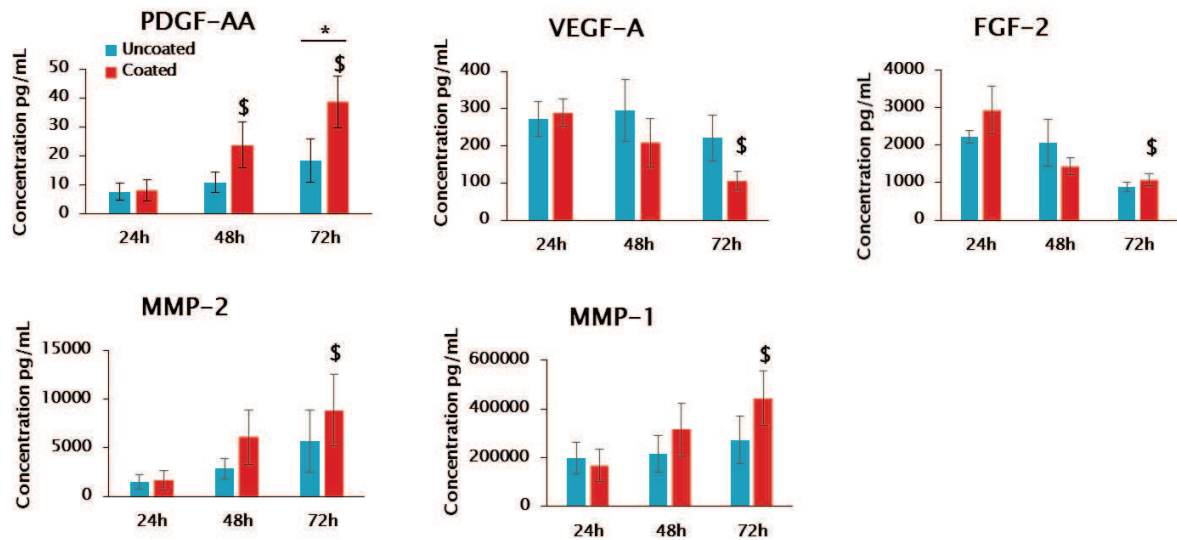 PDGF-AA
Uncoated
Coated
*
$
$
Concentration pg/mL
50
40
30
20
10
0
24h 48h 72h
VEGF-A
Concentration pg/mL
400
300
200
100
0
$
24h 48h 72h
FGF-2
Concentration pg/mL
4000
3000
2000
1000
0
$
24h 48h 72h
MMP-2
Concentration pg/mL
15000
10000
5000
0
$
24h 48h 72h
MMP-1
Concentration pg/mL
600000
400000
200000
0
$
24h 48h 72h